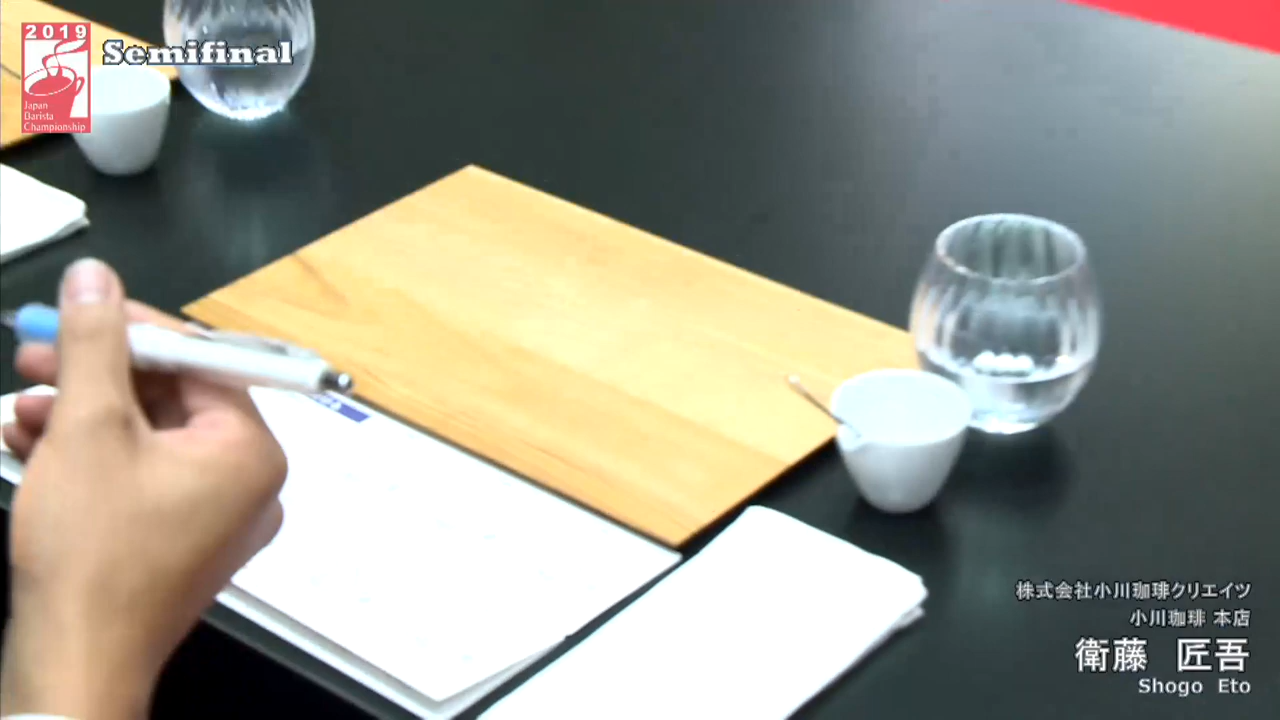 2019
Semifinal
Japan
Barista
Championship
株式会社小川珈琲クリエイツ
小川珈琲 本店
衛藤 匠吾
Shogo Eto